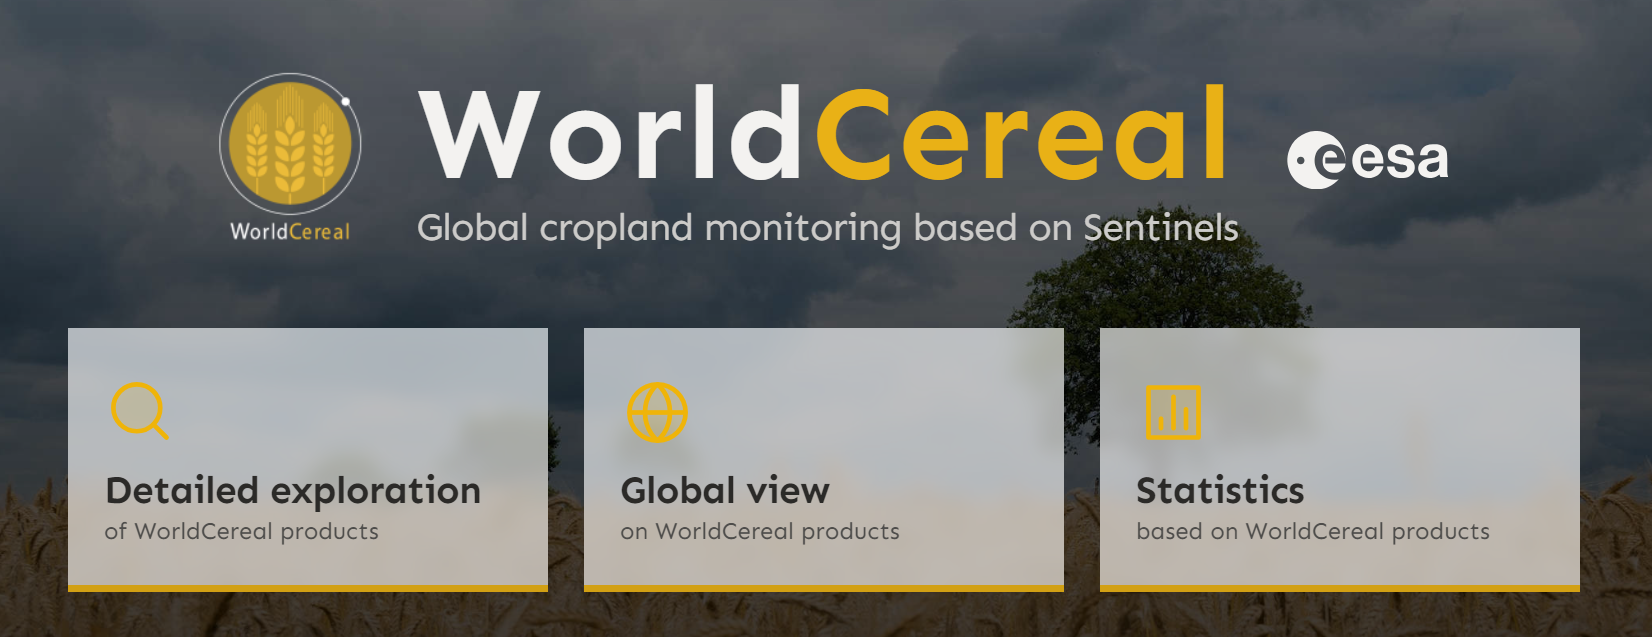 WorldCereal
WorldCereal
esa
Global cropland monitoring based on Sentinels
Detailed exploration
of WorldCereal products
Global view
on WorldCereal products
Statistics
based on WorldCereal products